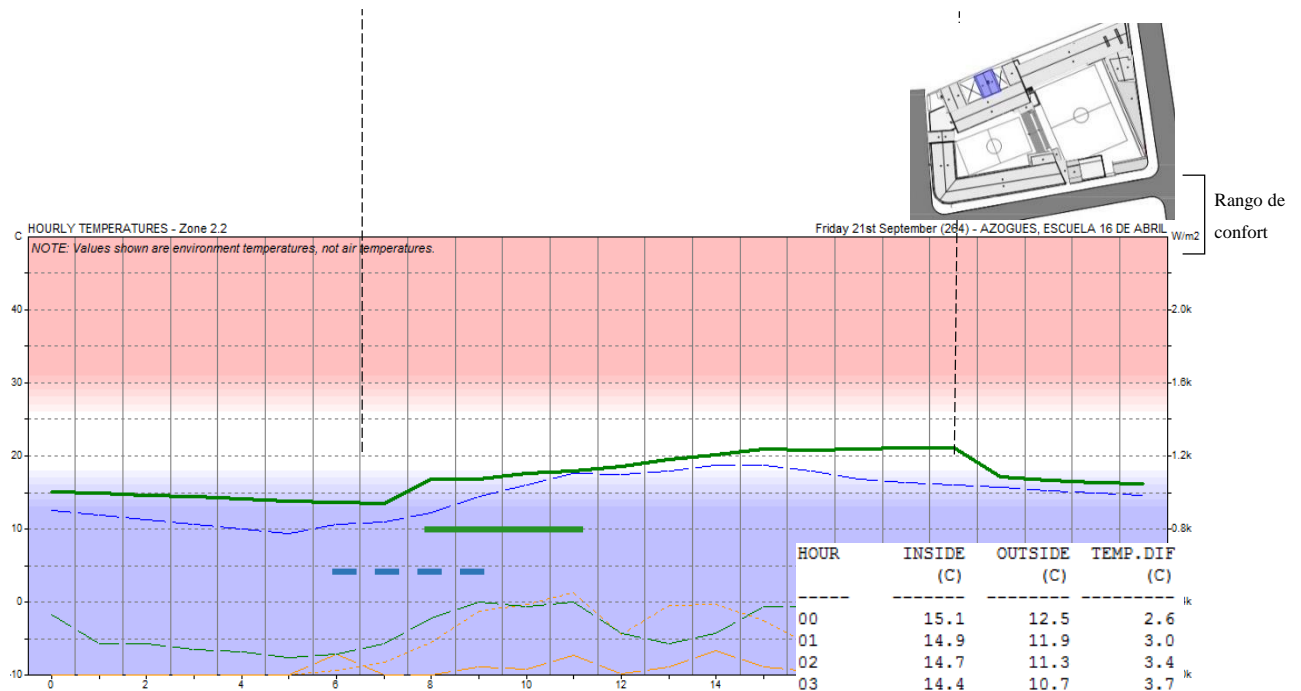 Rango de
confort
HOURLY TEMPERATURES - Zone 2.2
Friday 21st September (264) - AZOGUES, ESCUELA 16 DE ABRIL
C
W/m2
NOTE: Values shown are environment temperatures, not air temperatures.
40
2.0k
30
1.6k
20
1.2k
10
0.8k
0
-10
HOUR INSIDE OUTSIDE TEMP.DIF
(C) (C) (C)
----- ------- --------- ---------
00 15.1 12.5 2.6
01 14.9 11.9 3.0
02 14.7 11.3 3.4
03 14.4 10.7 3.7
0 2 4 6 8 10 12 14